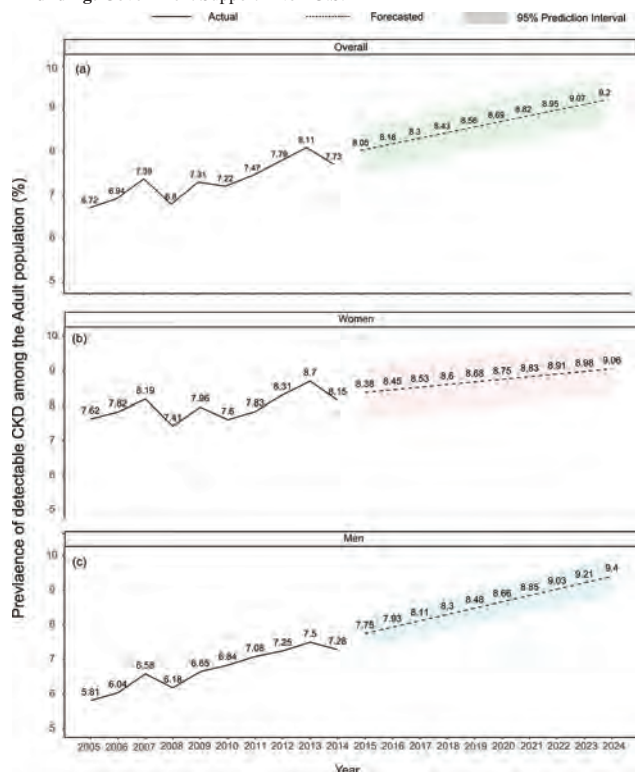 Actual Forecasted 95% Prediction Interval
Overall
(a)
10
9
8
7
6
5
6.72 6.94 7.39 6.8 7.31 7.22 7.47 7.79 8.11 7.73 8.05 8.18 8.3 8.43 8.56 8.69 8.82 8.95 9.07 9.2
Women
(b)
10
9
8
7
6
5
7.62 7.82 8.19 7.41 7.96 7.6 7.83 8.31 8.7 8.15 8.38 8.45 8.53 8.6 8.68 8.75 8.83 8.91 8.98 9.06
Men
(c)
10
9
8
7
6
5
5.81 6.04 6.58 6.18 6.65 6.84 7.08 7.25 7.5 7.28 7.75 7.93 8.11 8.3 8.48 8.66 8.85 9.03 9.21 9.4
2005 2006 2007 2008 2009 2010 2011 2012 2013 2014 2015 2016 2017 2018 2019 2020 2021 2022 2023 2024
Year
Prevlaence of detectable CKD among the Adult population (%)